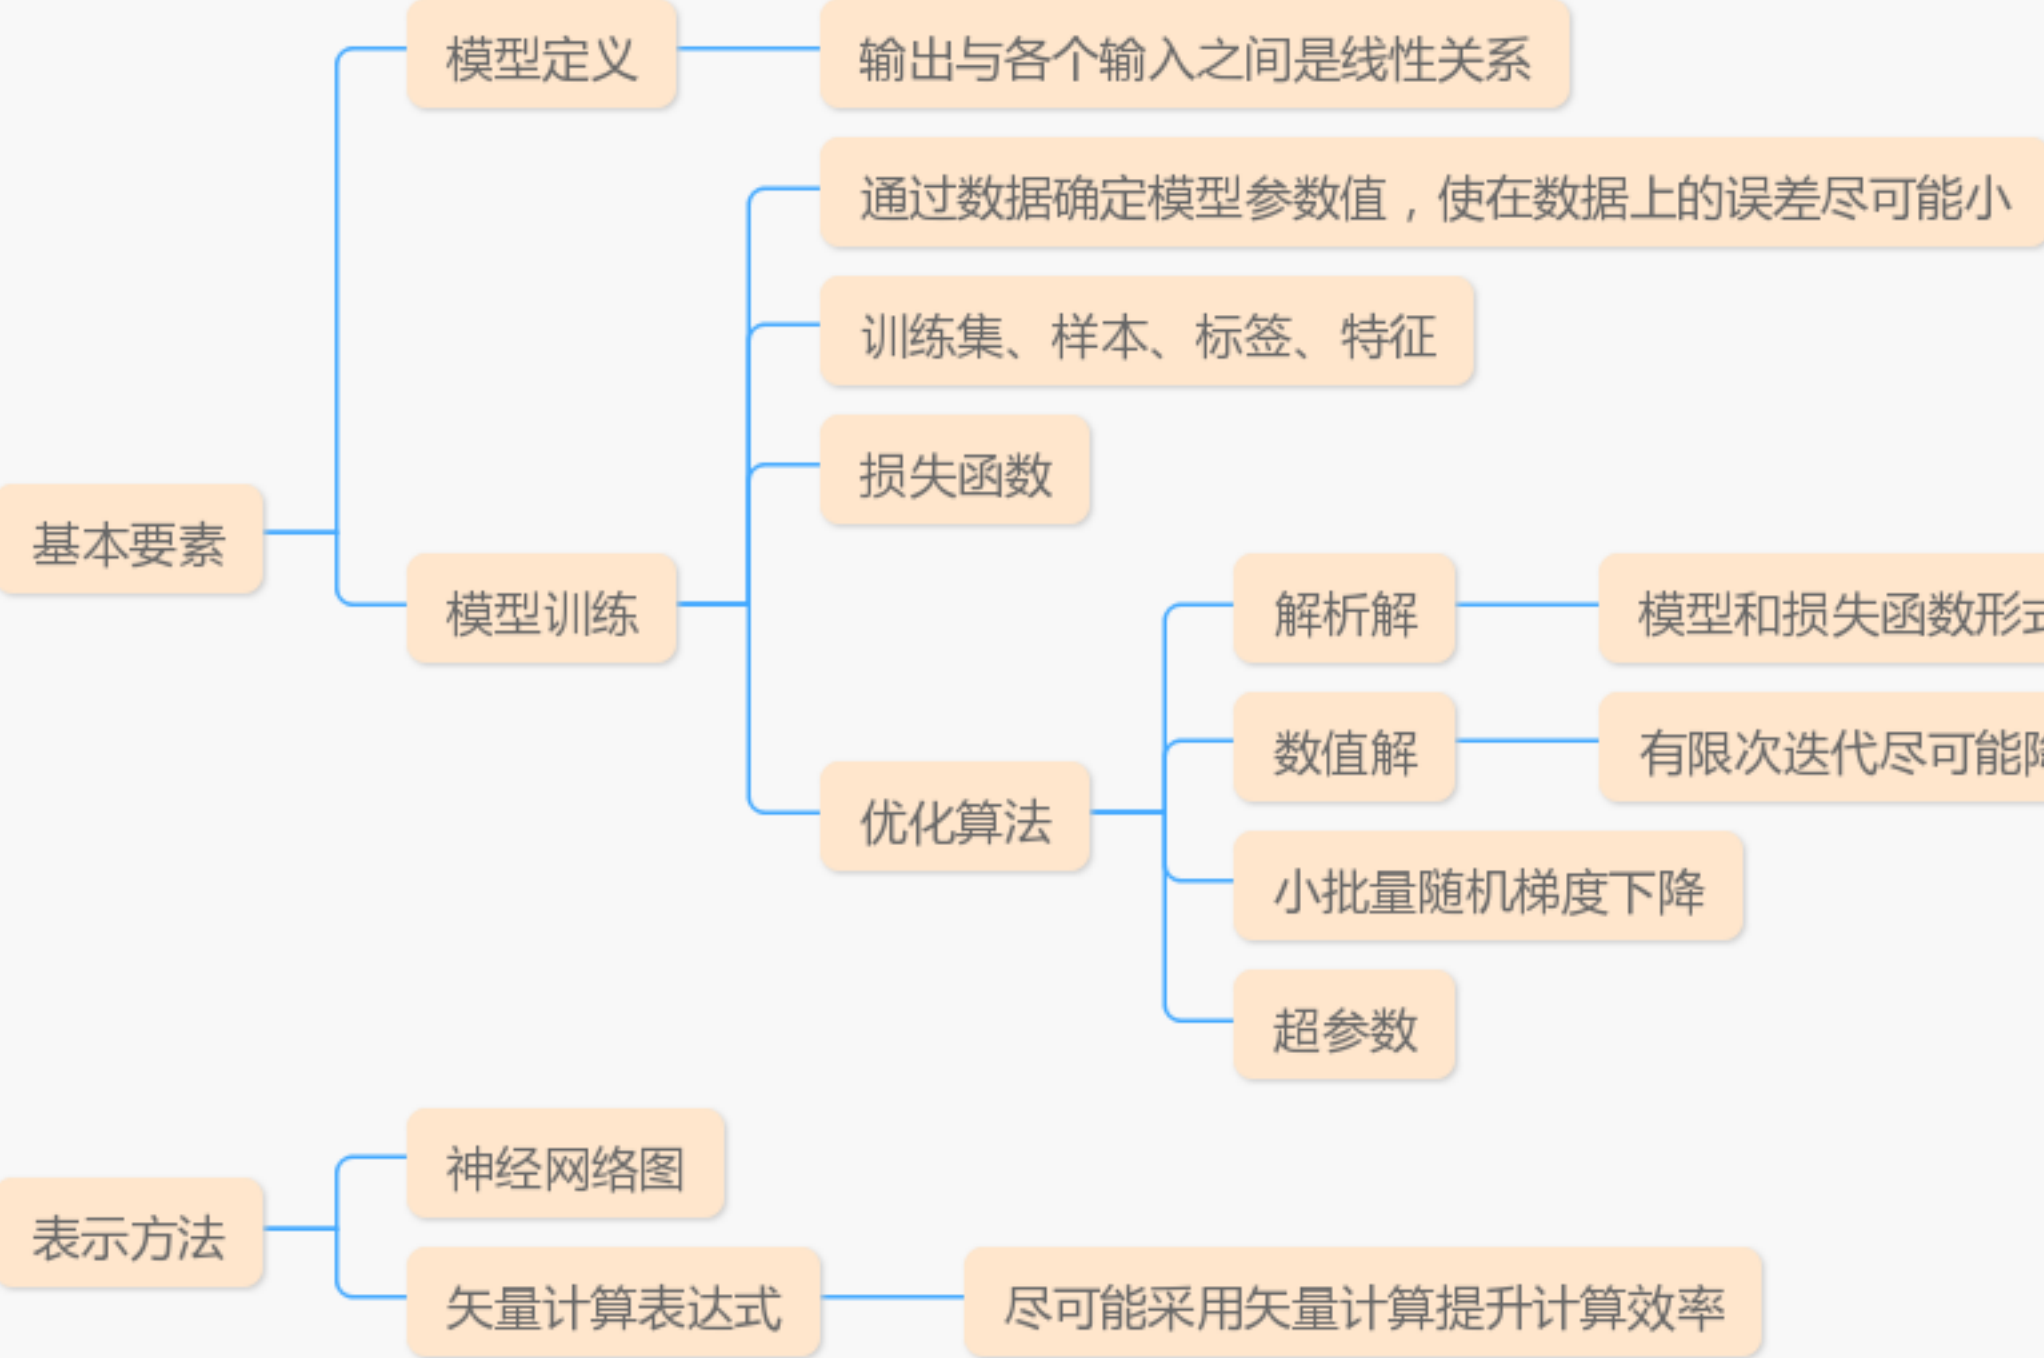 模型定义
输出与各个输入之间是线性关系
通过数据确定模型参数值，使在数据上的误差尽可能小
训练集、样本、标签、特征
损失函数
基本要素
模型训练
解析解
模型和损失函数形
数值解
有限次迭代尽可能
优化算法
小批量随机梯度下降
超参数
神经网络图
表示方法
矢量计算表达式
尽可能采用矢量计算提升计算效率